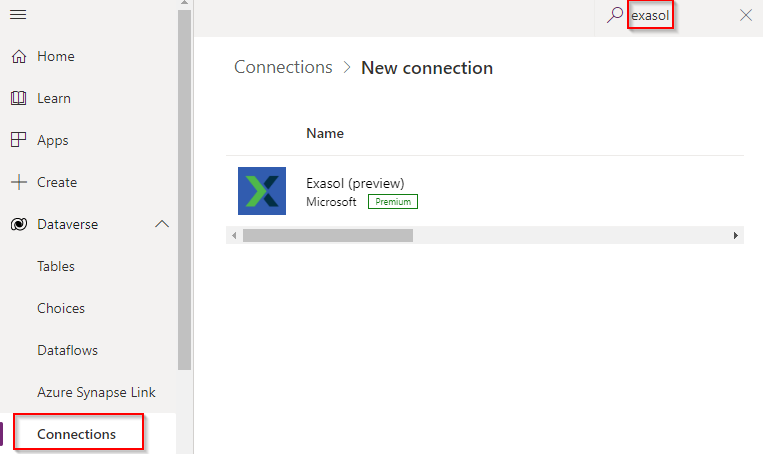 exasol
Home
Learn
Apps
Create
Dataverse
Tables
Choices
Dataflows
Azure Synapse Link
Connections
Connections > New connection
Name
Exasol (preview)
Microsoft Premium